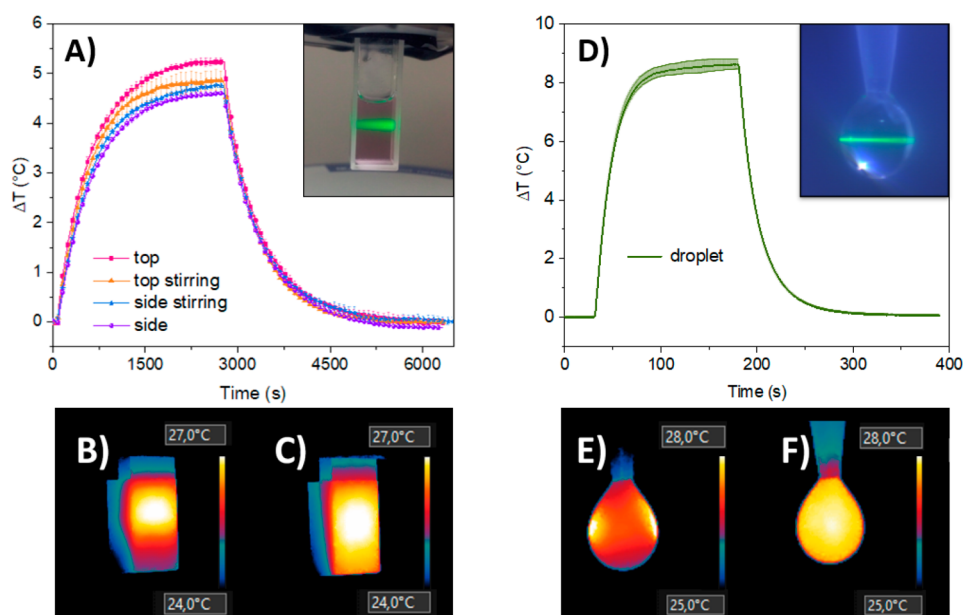 A)
6
5
4
3
2
1
0
ΔT (°C)
top
top stirring
side stirring
side
0 1500 3000 4500 6000
Time (s)
D)
10
8
6
4
2
0
ΔT (°C)
droplet
0 100 200 300 400
Time (s)
B)
27,0°C
24,0°C
C)
27,0°C
24,0°C
E)
28,0°C
25,0°C
F)
28,0°C
25,0°C